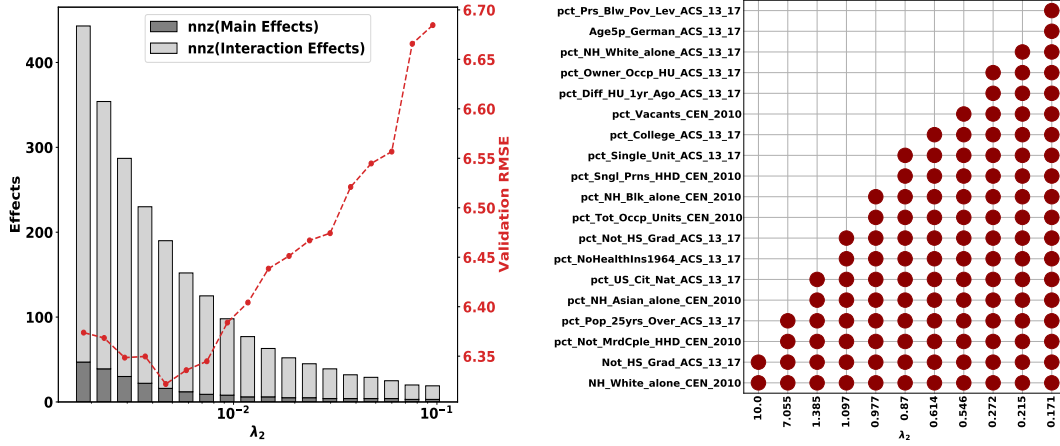 nnz(Main Effects)
nnz(Interaction Effects)
Effects
400
300
200
100
0
10⁻²
10⁻¹
λ₂
6.70
6.65
6.60
6.55
6.50
6.45
6.40
6.35
Validation RMSE
pct_Prs_Blw_Pov_Lev_ACS_13_17
Age5p_German_ACS_13_17
pct_NH_White_alone_ACS_13_17
pct_Owner_Occp_HU_ACS_13_17
pct_Diff_HU_1yr_Ago_ACS_13_17
pct_Vacants_CEN_2010
pct_College_ACS_13_17
pct_Single_Unit_ACS_13_17
pct_Sngl_Prns_HHD_CEN_2010
pct_NH_Blk_alone_CEN_2010
pct_Tot_Occp_Units_CEN_2010
pct_Not_HS_Grad_ACS_13_17
pct_NoHealthIns1964_ACS_13_17
pct_US_Cit_Nat_ACS_13_17
pct_NH_Asian_alone_CEN_2010
pct_Pop_25yrs_Over_ACS_13_17
pct_Not_MrdCple_HHD_CEN_2010
Not_HS_Grad_ACS_13_17
NH_White_alone_CEN_2010
10.0
7.055
1.385
1.097
0.977
0.87
0.614
0.546
0.272
0.215
0.171
λ₂